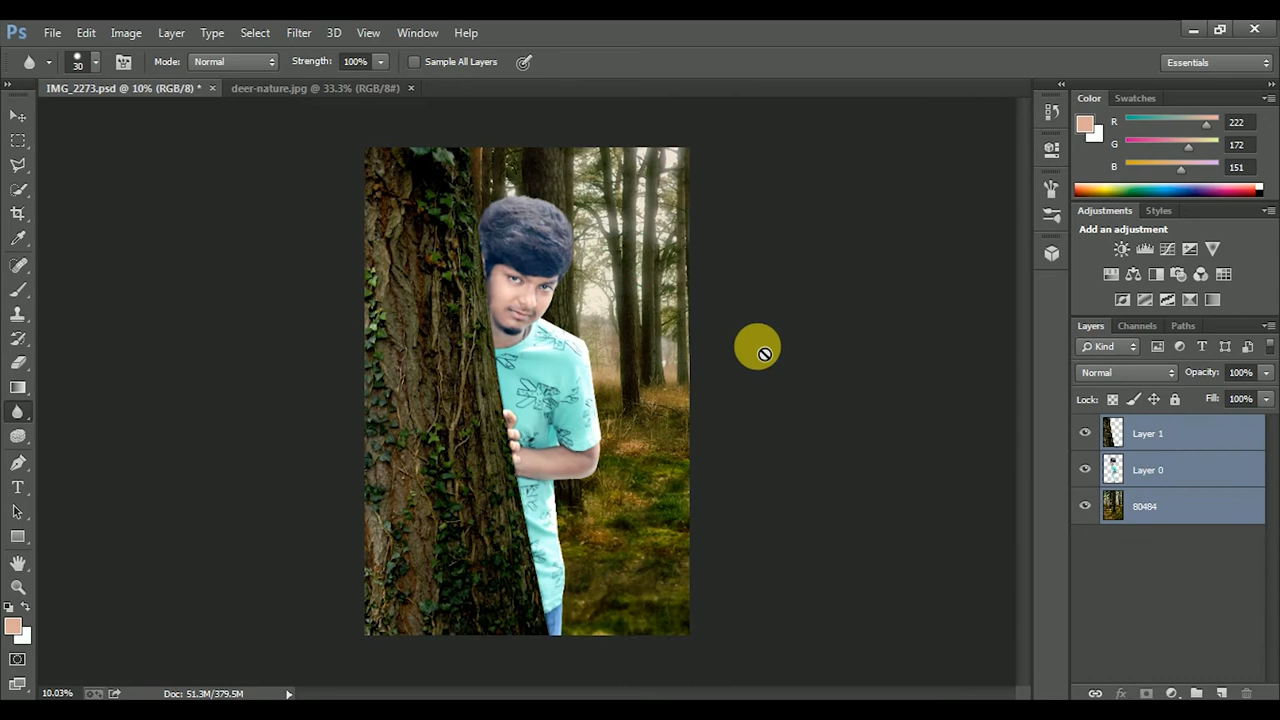 Ps File Edit Image Layer Type Select Filter 3D View Window Help
30 Mode: Normal Strength: 100% Sample All Layers Essentials
IMG_2273.psd @ 10% (RGB/8) * × deer-nature.jpg @ 33.3% (RGB/8#) ×
Color Swatches
R 222
G 172
B 151
Adjustments Styles
Add an adjustment
Layers Channels Paths
Kind
Normal Opacity: 100%
Lock: Fill: 100%
Layer 1
Layer 0
80484
10.03% Doc: 51.3M/379.5M